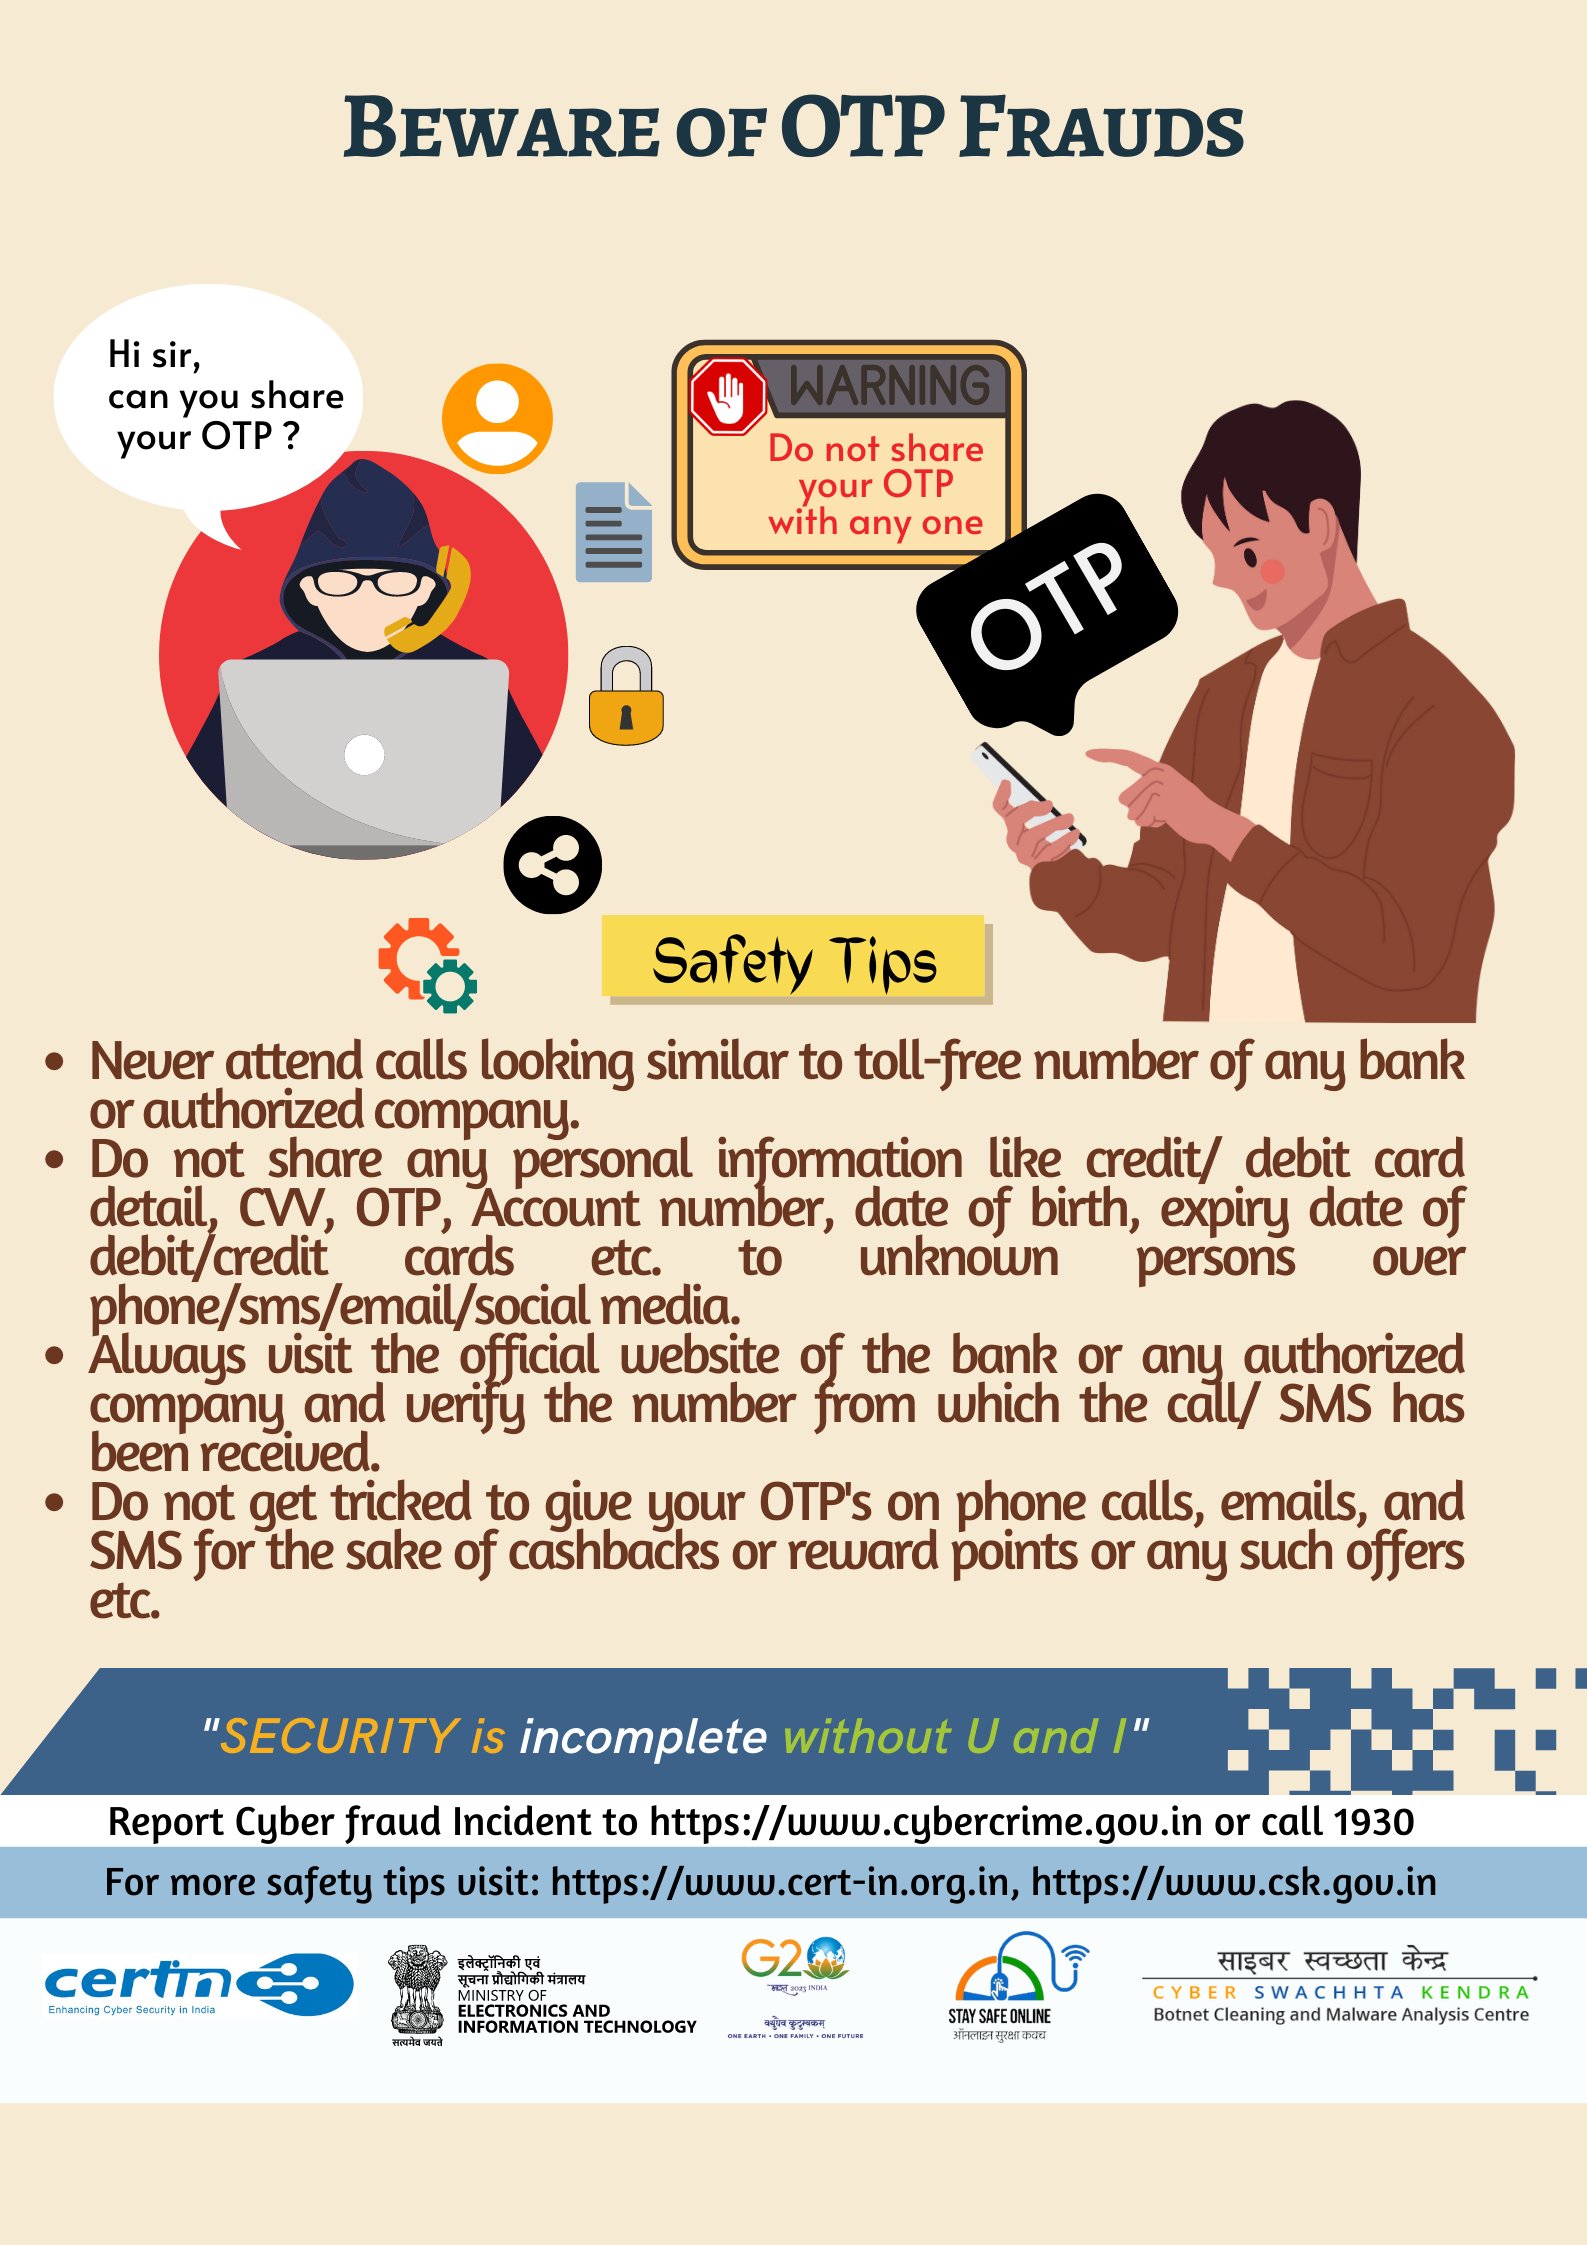 Beware of OTP Frauds
Hi sir,
can you share
your OTP ?
WARNING
Do not share
your OTP
with any one
OTP
Safety Tips
• Never attend calls looking similar to toll-free number of any bank
or authorized company.
• Do not share any personal information like credit/ debit card
detail, CVV, OTP, Account number, date of birth, expiry date of
debit/credit cards etc. to unknown persons over
phone/sms/email/social media.
• Always visit the official website of the bank or any authorized
company and verify the number from which the call/ SMS has
been received.
• Do not get tricked to give your OTP's on phone calls, emails, and
SMS for the sake of cashbacks or reward points or any such offers
etc.
"SECURITY is incomplete without U and I"
Report Cyber fraud Incident to https://www.cybercrime.gov.in or call 1930
For more safety tips visit: https://www.cert-in.org.in, https://www.csk.gov.in
certin
Enhancing Cyber Security in India
सत्यमेव जयते
इलेक्ट्रॉनिकी एवं
सूचना प्रौद्योगिकी मंत्रालय
MINISTRY OF
ELECTRONICS AND
INFORMATION TECHNOLOGY
G20
भारत 2023 INDIA
वसुधैव कुटुम्बकम्
ONE EARTH • ONE FAMILY • ONE FUTURE
STAY SAFE ONLINE
ऑनलाइन सुरक्षा कवच
साइबर स्वच्छता केन्द्र
CYBER SWACHHTA KENDRA
Botnet Cleaning and Malware Analysis Centre